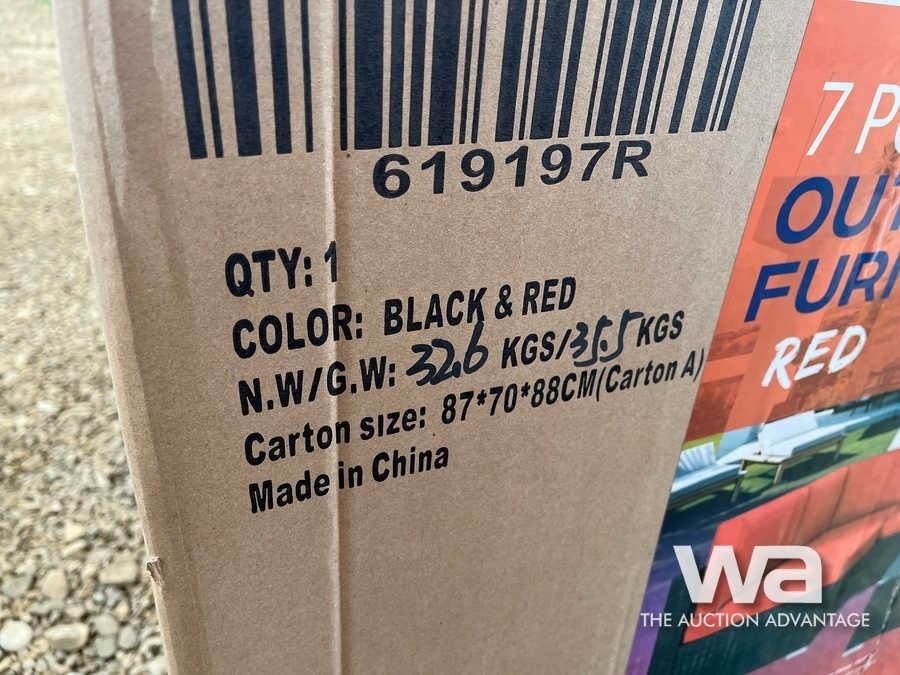 619197R
QTY: 1
COLOR: BLACK & RED
N.W/G.W: 32.6 KGS/35.5 KGS
Carton size: 87*70*88CM(Carton A)
Made in China
7
RED
wa
THE AUCTION ADVANTAGE